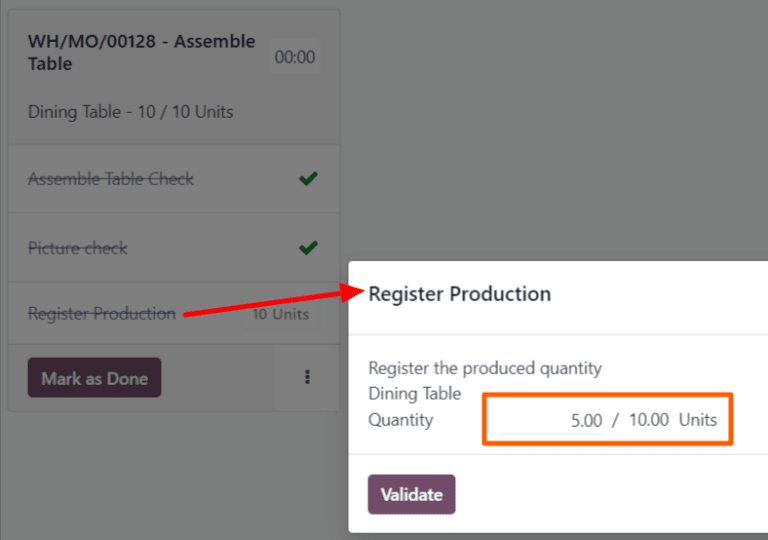 WH/MO/00128 - Assemble
Table
00:00
Dining Table - 10 / 10 Units
Assemble Table Check
Picture check
Register Production
10 Units
Mark as Done
Register Production
Register the produced quantity
Dining Table
Quantity 5.00 / 10.00 Units
Validate